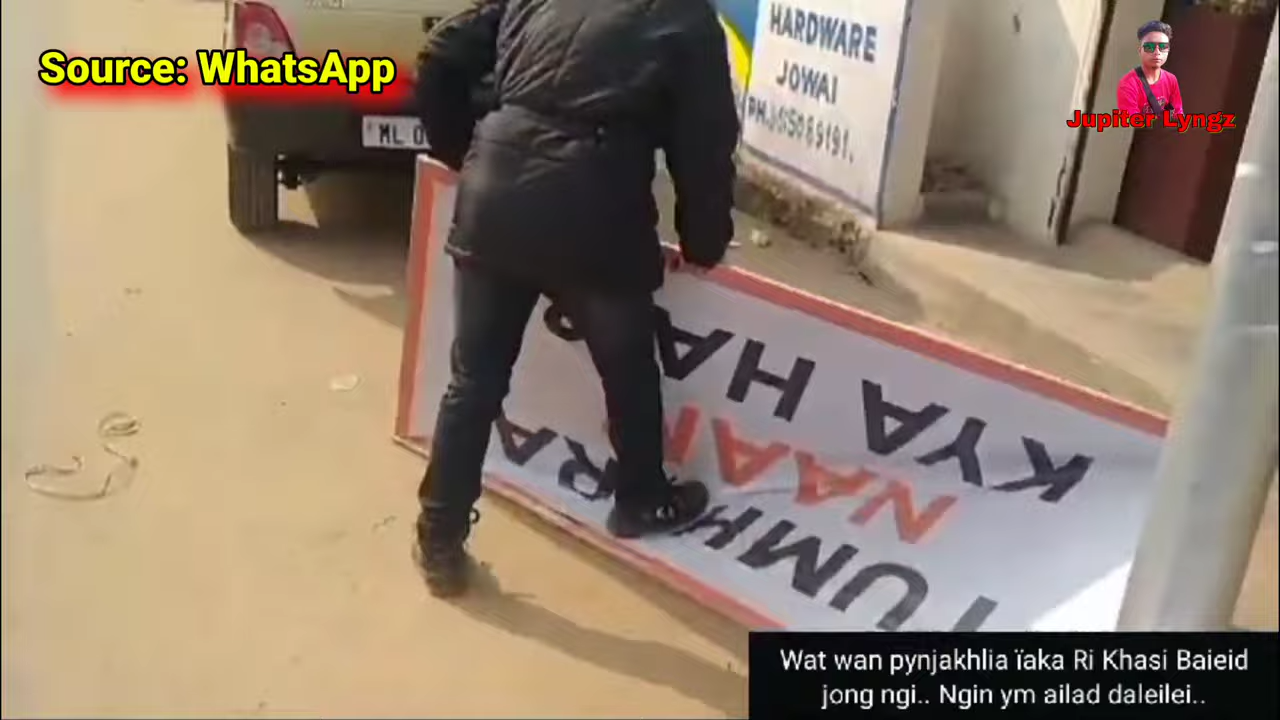 Source: WhatsApp
HARDWARE
JOWAI
Jupiter Lyngz
TUMHARA
NAAM
KYA HAI
Wat wan pynjakhlia ïaka Ri Khasi Baieid
jong ngi.. Ngin ym ailad daleilei..